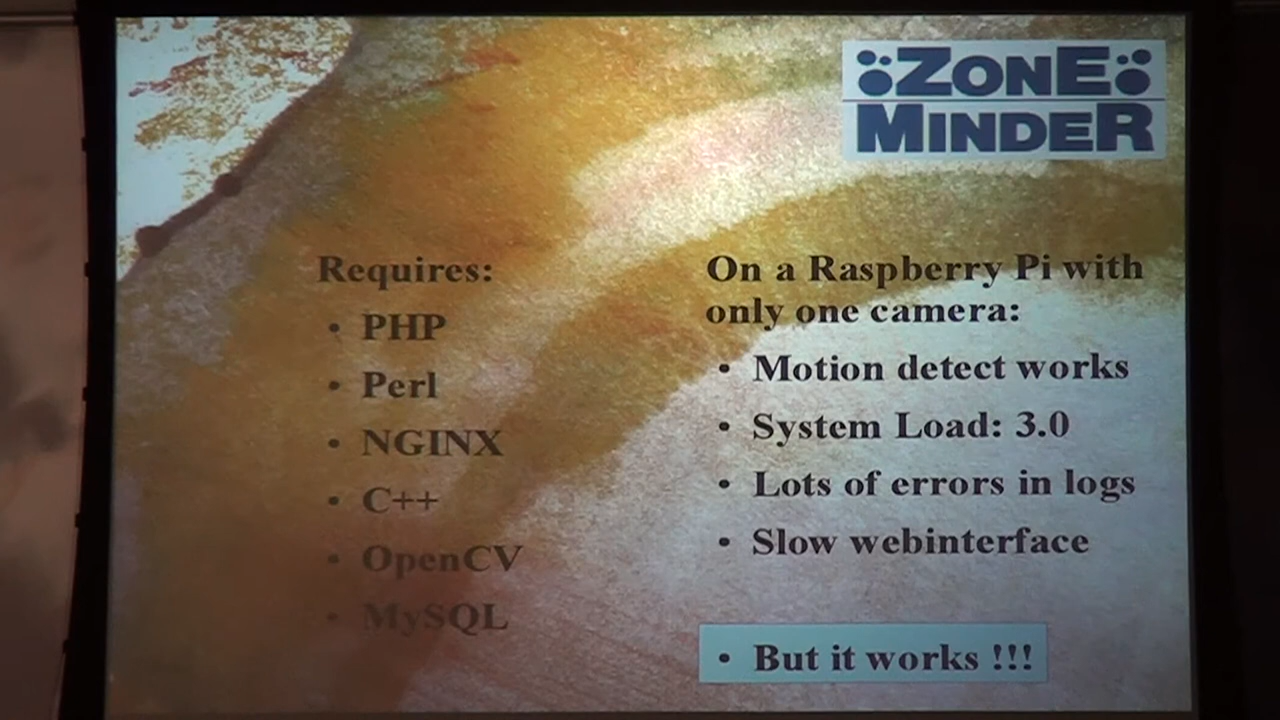 ZONE
MINDER
Requires:
• PHP
• Perl
• NGINX
• C++
• OpenCV
• MySQL
On a Raspberry Pi with
only one camera:
• Motion detect works
• System Load: 3.0
• Lots of errors in logs
• Slow webinterface
• But it works !!!